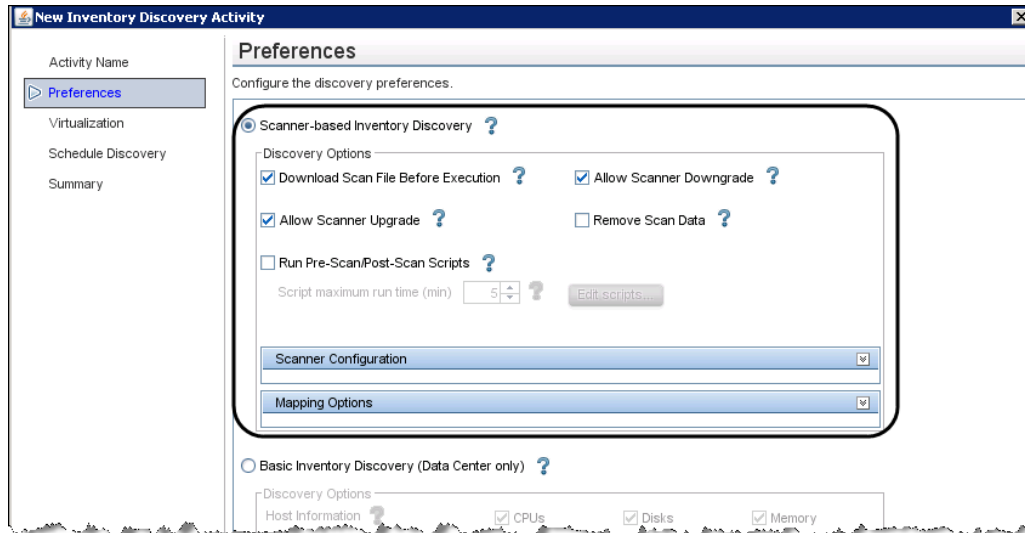 New Inventory Discovery Activity
Activity Name
Preferences
Virtualization
Schedule Discovery
Summary
Preferences
Configure the discovery preferences.
Scanner-based Inventory Discovery ?
Discovery Options
Download Scan File Before Execution ? Allow Scanner Downgrade ?
Allow Scanner Upgrade ? Remove Scan Data ?
Run Pre-Scan/Post-Scan Scripts ?
Script maximum run time (min) 5 ? Edit scripts...
Scanner Configuration
Mapping Options
Basic Inventory Discovery (Data Center only) ?
Discovery Options
Host Information ? CPUs Disks Memory